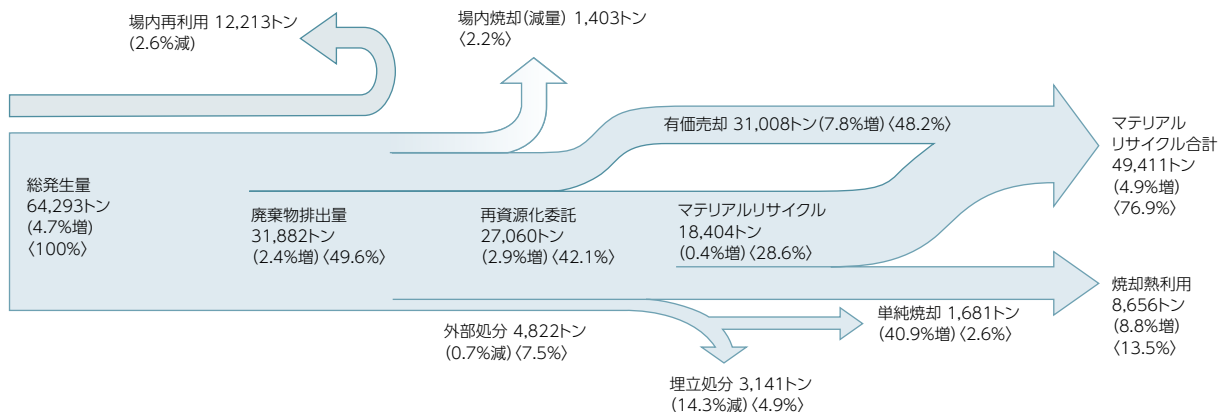 場内再利用 12,213トン
(2.6%減)
場内焼却(減量) 1,403トン
〈2.2%〉
有価売却 31,008トン(7.8%増)〈48.2%〉
マテリアル
リサイクル合計
49,411トン
(4.9%増)
〈76.9%〉
総発生量
64,293トン
(4.7%増)
〈100%〉
廃棄物排出量
31,882トン
(2.4%増)〈49.6%〉
再資源化委託
27,060トン
(2.9%増)〈42.1%〉
マテリアルリサイクル
18,404トン
(0.4%増)〈28.6%〉
焼却熱利用
8,656トン
(8.8%増)
〈13.5%〉
外部処分 4,822トン
(0.7%減)〈7.5%〉
単純焼却 1,681トン
(40.9%増)〈2.6%〉
埋立処分 3,141トン
(14.3%減)〈4.9%〉